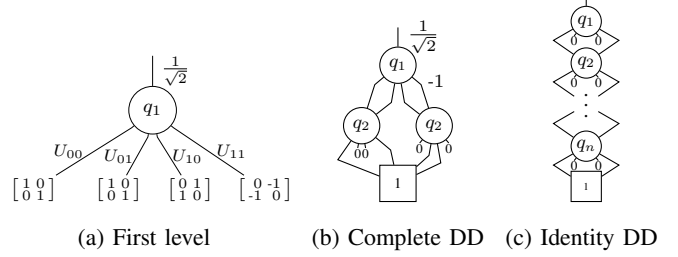 1/√2
q₁
U₀₀ U₀₁ U₁₀ U₁₁
[1 0
0 1] [1 0
0 1] [0 1
1 0] [0 -1
-1 0]
(a) First level
1/√2
q₁
-1
q₂ q₂
00 0 0
1
(b) Complete DD
q₁
0 0
q₂
0 0
⋮
qₙ
0 0
1
(c) Identity DD